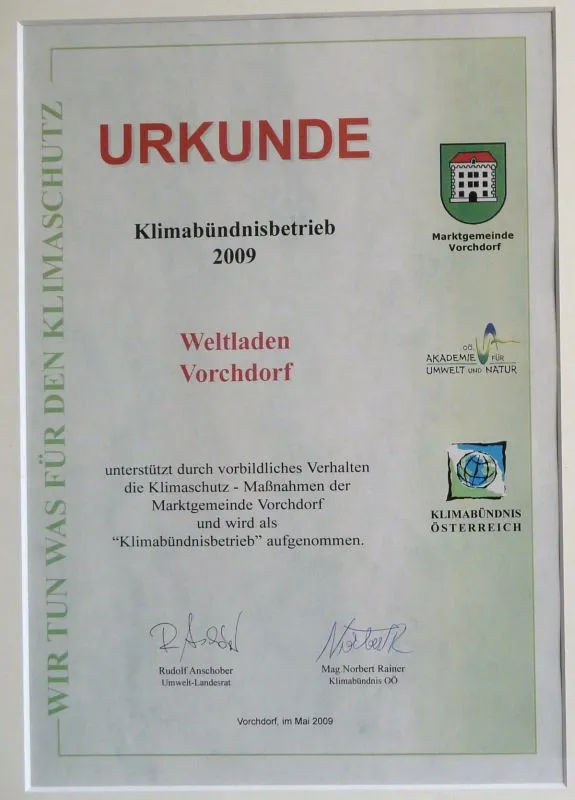 WIR TUN WAS FÜR DEN KLIMASCHUTZ
URKUNDE
Klimabündnisbetrieb
2009
Weltladen
Vorchdorf
unterstützt durch vorbildliches Verhalten
die Klimaschutz - Maßnahmen der
Marktgemeinde Vorchdorf
und wird als
“Klimabündnisbetrieb” aufgenommen.
Marktgemeinde
Vorchdorf
OÖ.
AKADEMIE FÜR
UMWELT UND NATUR
KLIMABÜNDNIS
ÖSTERREICH
Rudolf Anschober
Umwelt-Landesrat
Mag.Norbert Rainer
Klimabündnis OÖ
Vorchdorf, im Mai 2009